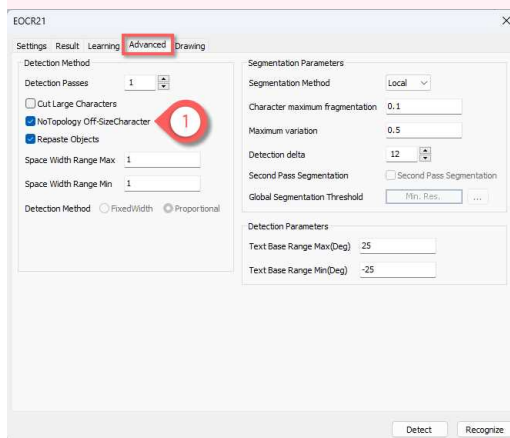 EOCR21
Settings Result Learning Advanced Drawing
Detection Method
Detection Passes 1
Cut Large Characters
NoTopology Off-SizeCharacter 1
Repaste Objects
Space Width Range Max 1
Space Width Range Min 1
Detection Method FixedWidth Proportional
Segmentation Parameters
Segmentation Method Local
Character maximum fragmentation 0.1
Maximum variation 0.5
Detection delta 12
Second Pass Segmentation Second Pass Segmentation
Global Segmentation Threshold Min. Res. ...
Detection Parameters
Text Base Range Max(Deg) 25
Text Base Range Min(Deg) -25
Detect Recognize